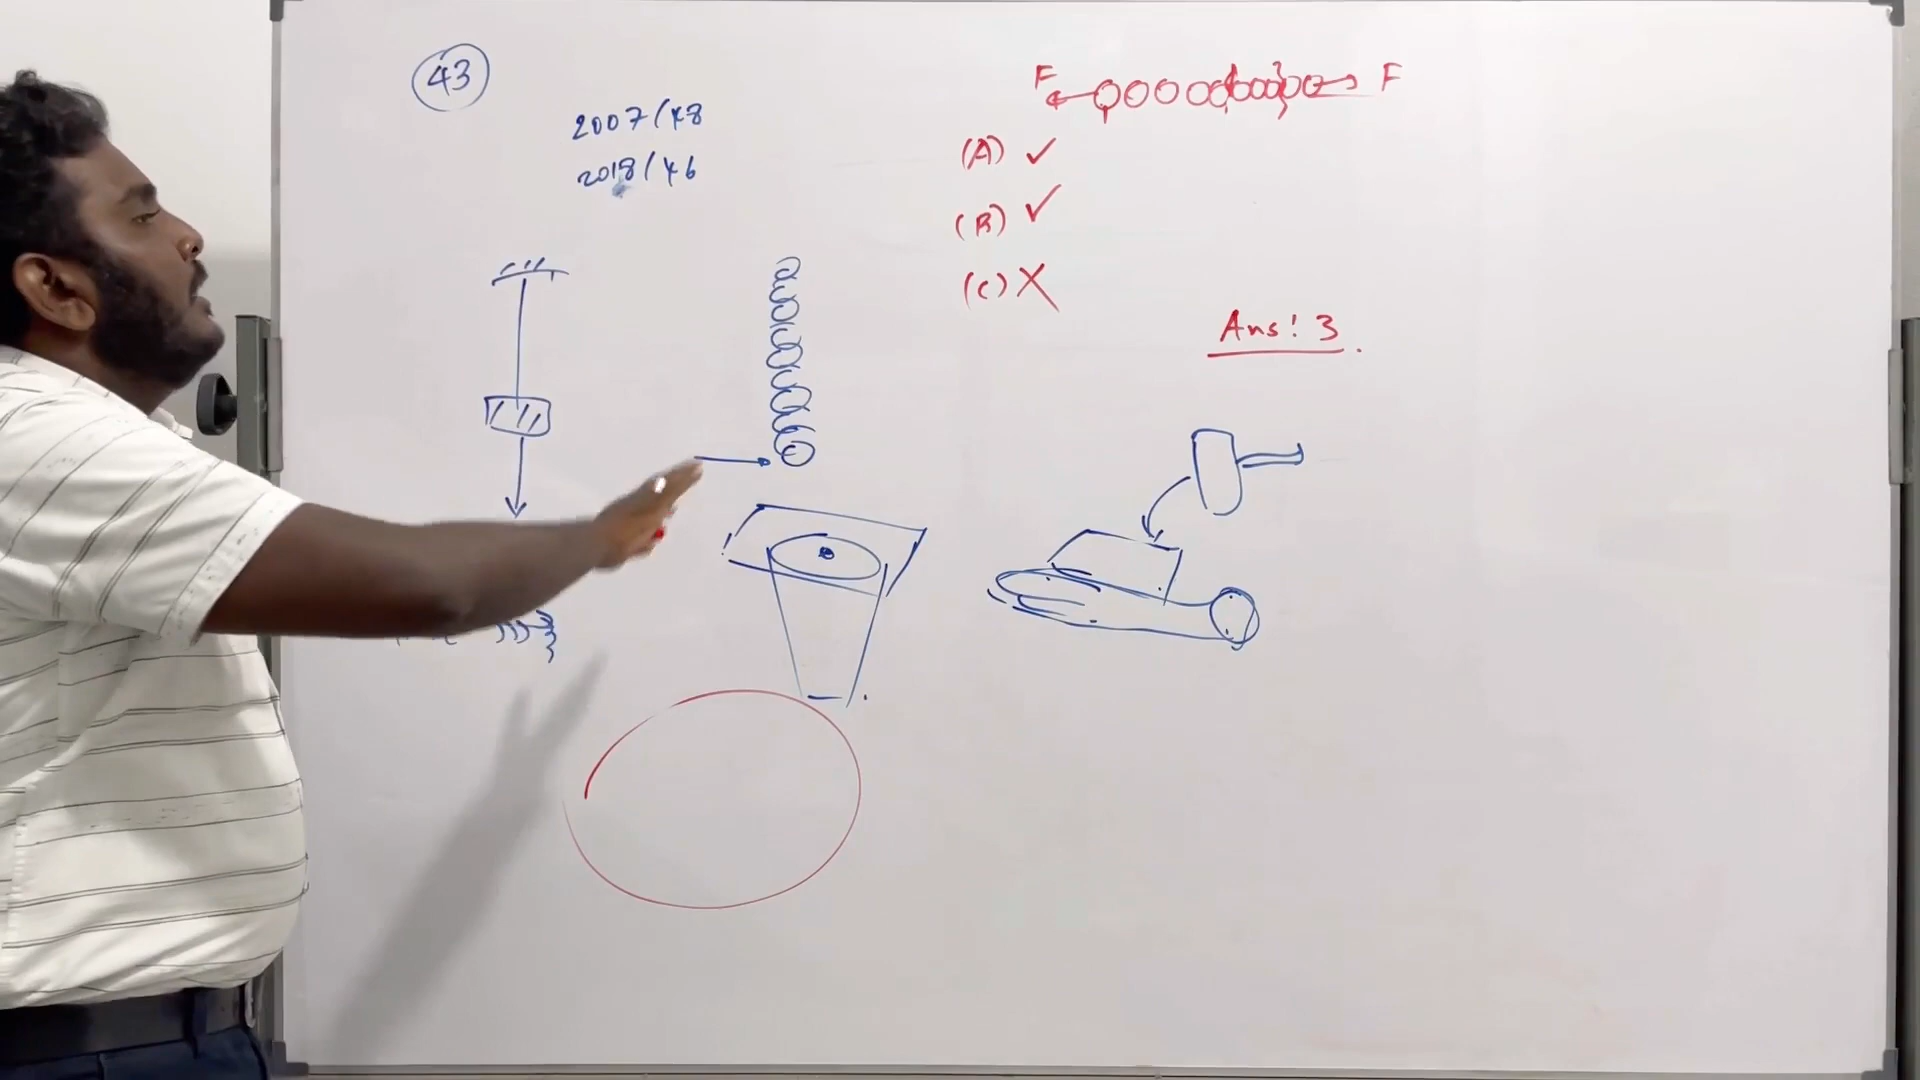 43
2007/48
2018/46
F F
(A) ✓
(B) ✓
(C) X
Ans: 3.